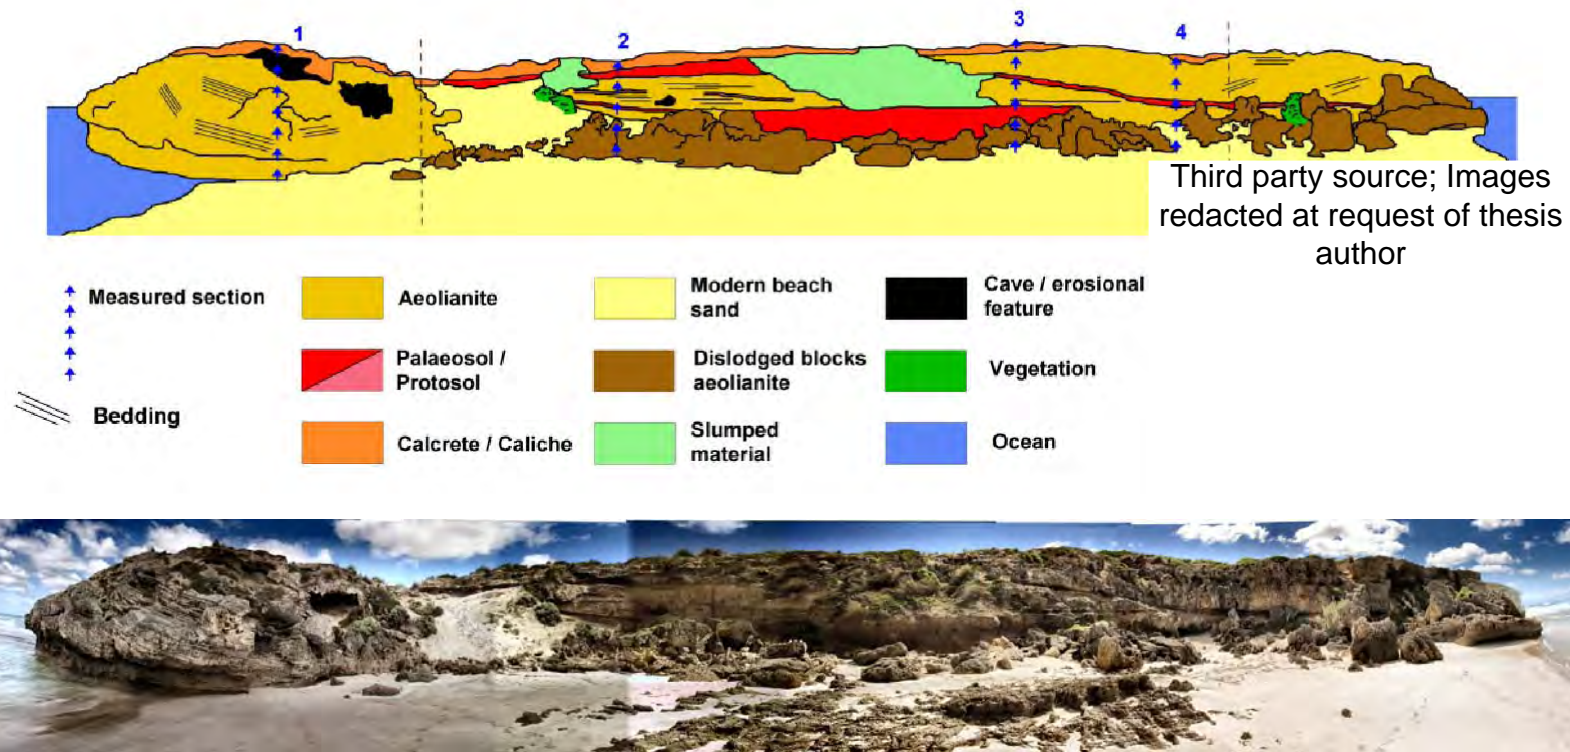 1
2
3
4
Third party source; Images
redacted at request of thesis
author
Measured section
Bedding
Aeolianite
Palaeosol /
Protosol
Calcrete / Caliche
Modern beach
sand
Dislodged blocks
aeolianite
Slumped
material
Cave / erosional
feature
Vegetation
Ocean